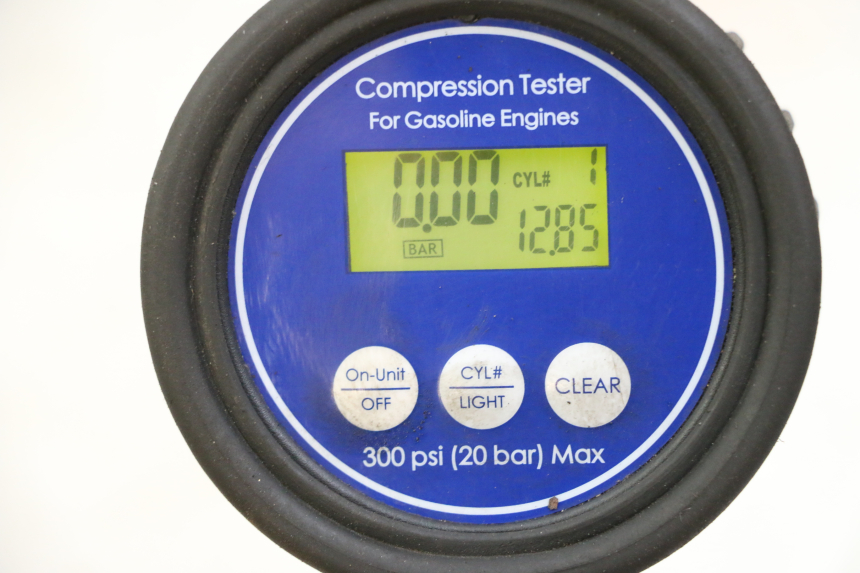 Compression Tester
For Gasoline Engines
0.00 CYL# 1
BAR 12.85
On-Unit
OFF
CYL#
LIGHT
CLEAR
300 psi (20 bar) Max